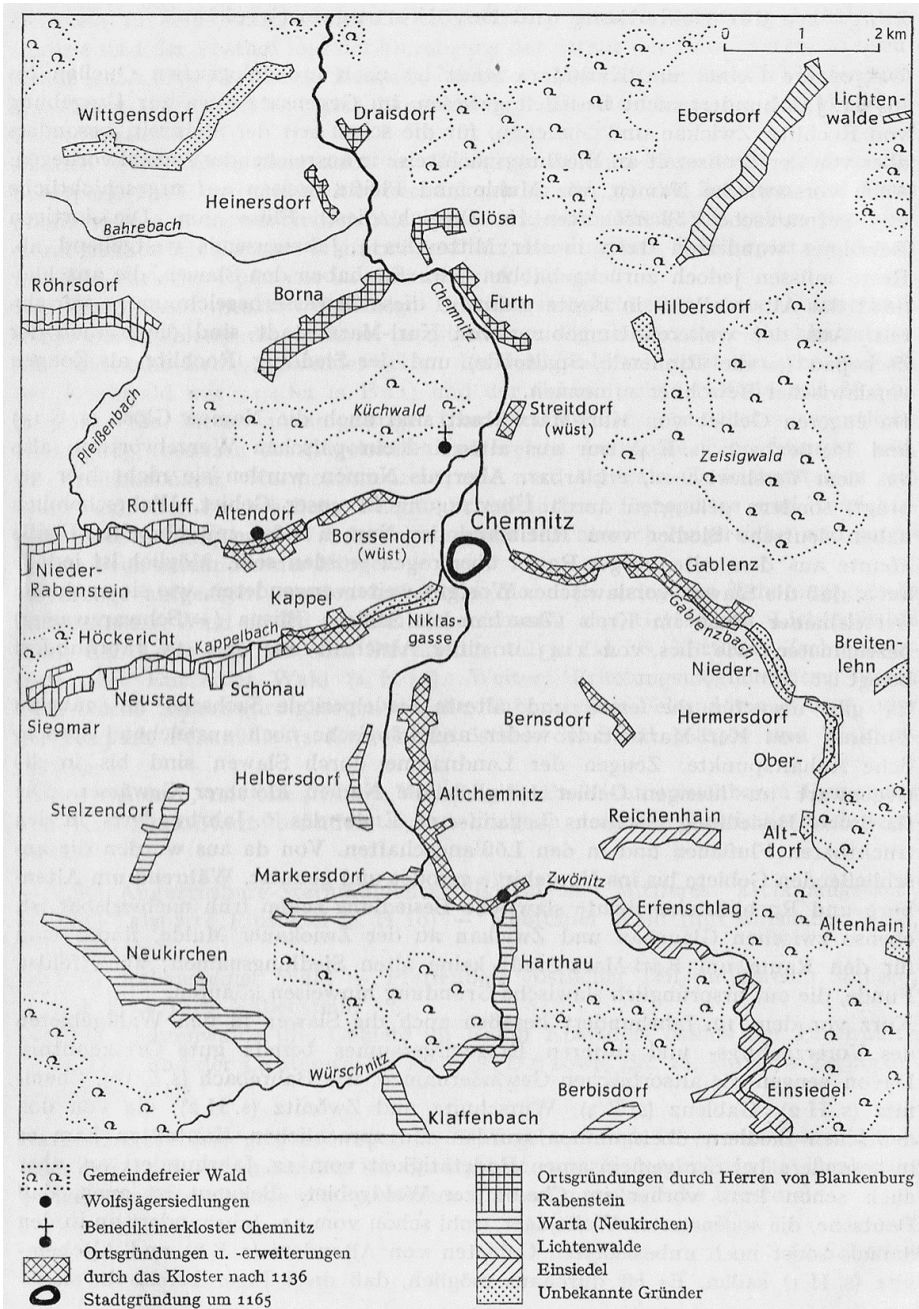 0 2 km
Wittgensdorf
Draisdorf
Ebersdorf
Lichten-
walde
Heinersdorf
Glösa
Bahrebach
Röhrsdorf
Borna
Chemnitz
Furth
Hilbersdorf
Pleißenbach
Küchwald
Streitdorf
(wüst)
Zeisigwald
Rottluff
Altendorf
Borssendorf
(wüst)
Chemnitz
Nieder-
Rabenstein
Gablenz
Kappel
Gablenzbach
Höckericht
Kappelbach
Niklas-
gasse
Breiten-
lehn
Neustadt
Schönau
Nieder-
Siegmar
Bernsdorf
Hermersdorf
Ober-
Helbersdorf
Altchemnitz
Stelzendorf
Reichenhain
Alt-
dorf
Markersdorf
Zwönitz
Erfenschlag
Altenhain
Neukirchen
Harthau
Würschnitz
Berbisdorf
Einsiedel
Klaffenbach
Gemeindefreier Wald
Wolsjägersiedlungen
Benediktinerkloster Chemnitz
Ortsgründungen u. -erweiterungen
durch das Kloster nach 1136
Stadtgründung um 1165
Ortsgründungen durch Herren von Blankenburg
Rabenstein
Warta (Neukirchen)
Lichtenwalde
Einsiedel
Unbekannte Gründer